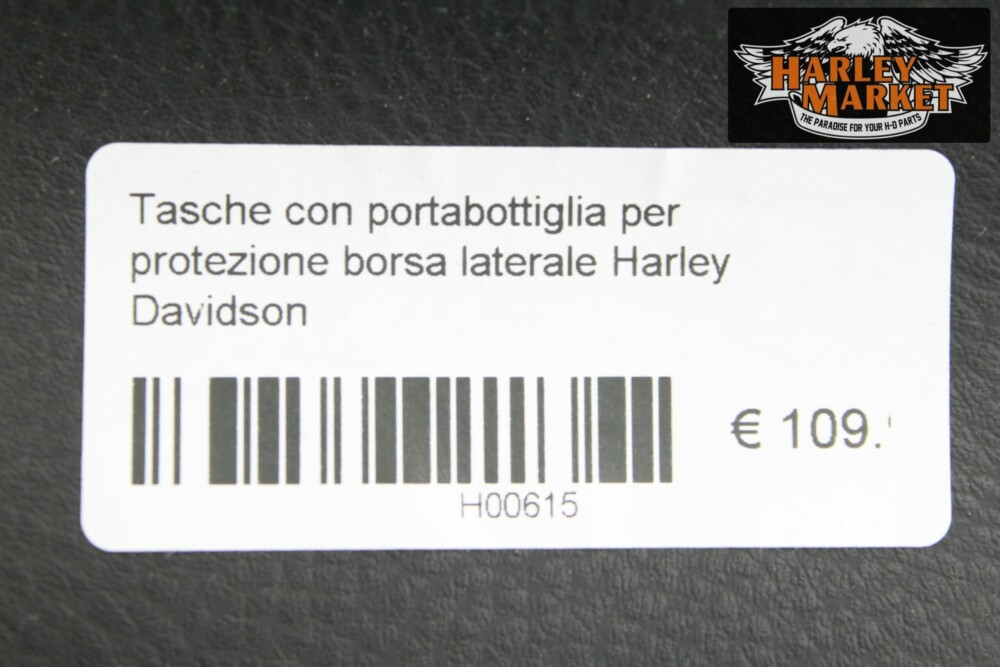 HARLEY
MARKET
THE PARADISE FOR YOUR H-D PARTS
Tasche con portabottiglia per
protezione borsa laterale Harley
Davidson
€ 109.
H00615